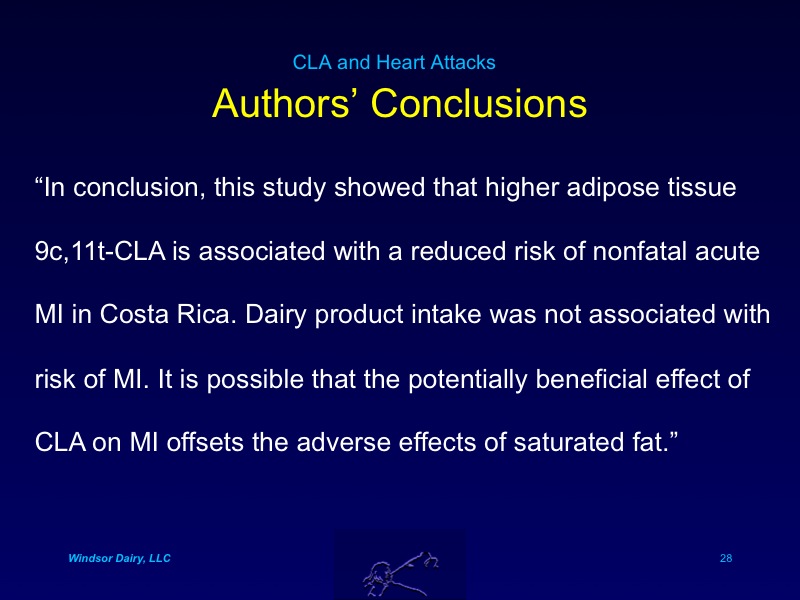 CLA and Heart Attacks
Authors’ Conclusions
“In conclusion, this study showed that higher adipose tissue
9c,11t-CLA is associated with a reduced risk of nonfatal acute
MI in Costa Rica. Dairy product intake was not associated with
risk of MI. It is possible that the potentially beneficial effect of
CLA on MI offsets the adverse effects of saturated fat.”
Windsor Dairy, LLC
28